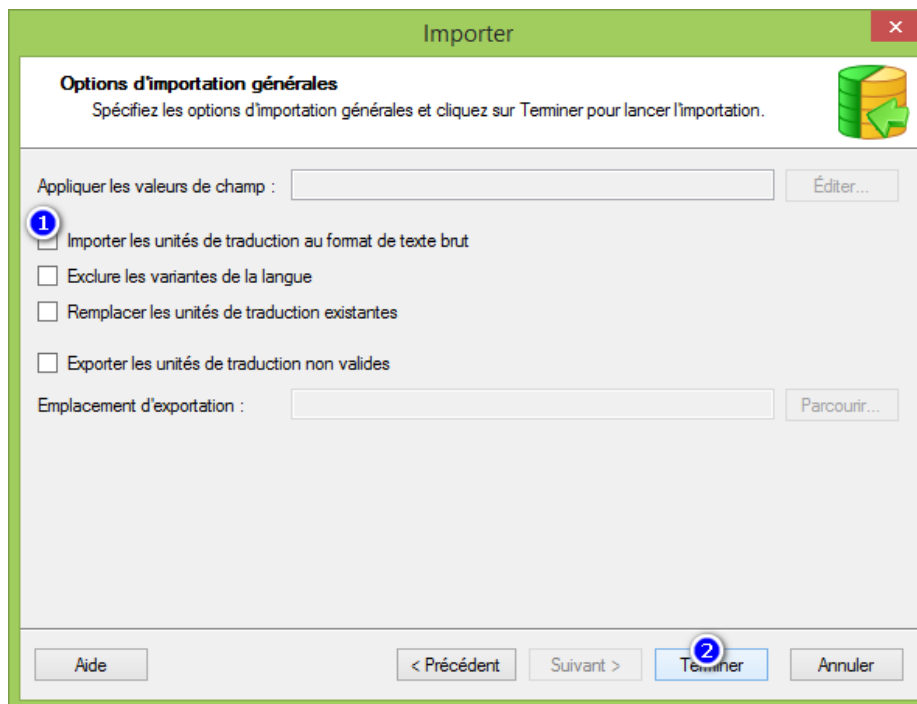 Importer
Options d'importation générales
Spécifiez les options d'importation générales et cliquez sur Terminer pour lancer l'importation.
Appliquer les valeurs de champ :
Éditer...
1
Importer les unités de traduction au format de texte brut
Exclure les variantes de la langue
Remplacer les unités de traduction existantes
Exporter les unités de traduction non valides
Emplacement d'exportation :
Parcourir...
2
Aide
< Précédent
Suivant >
Terminer
Annuler